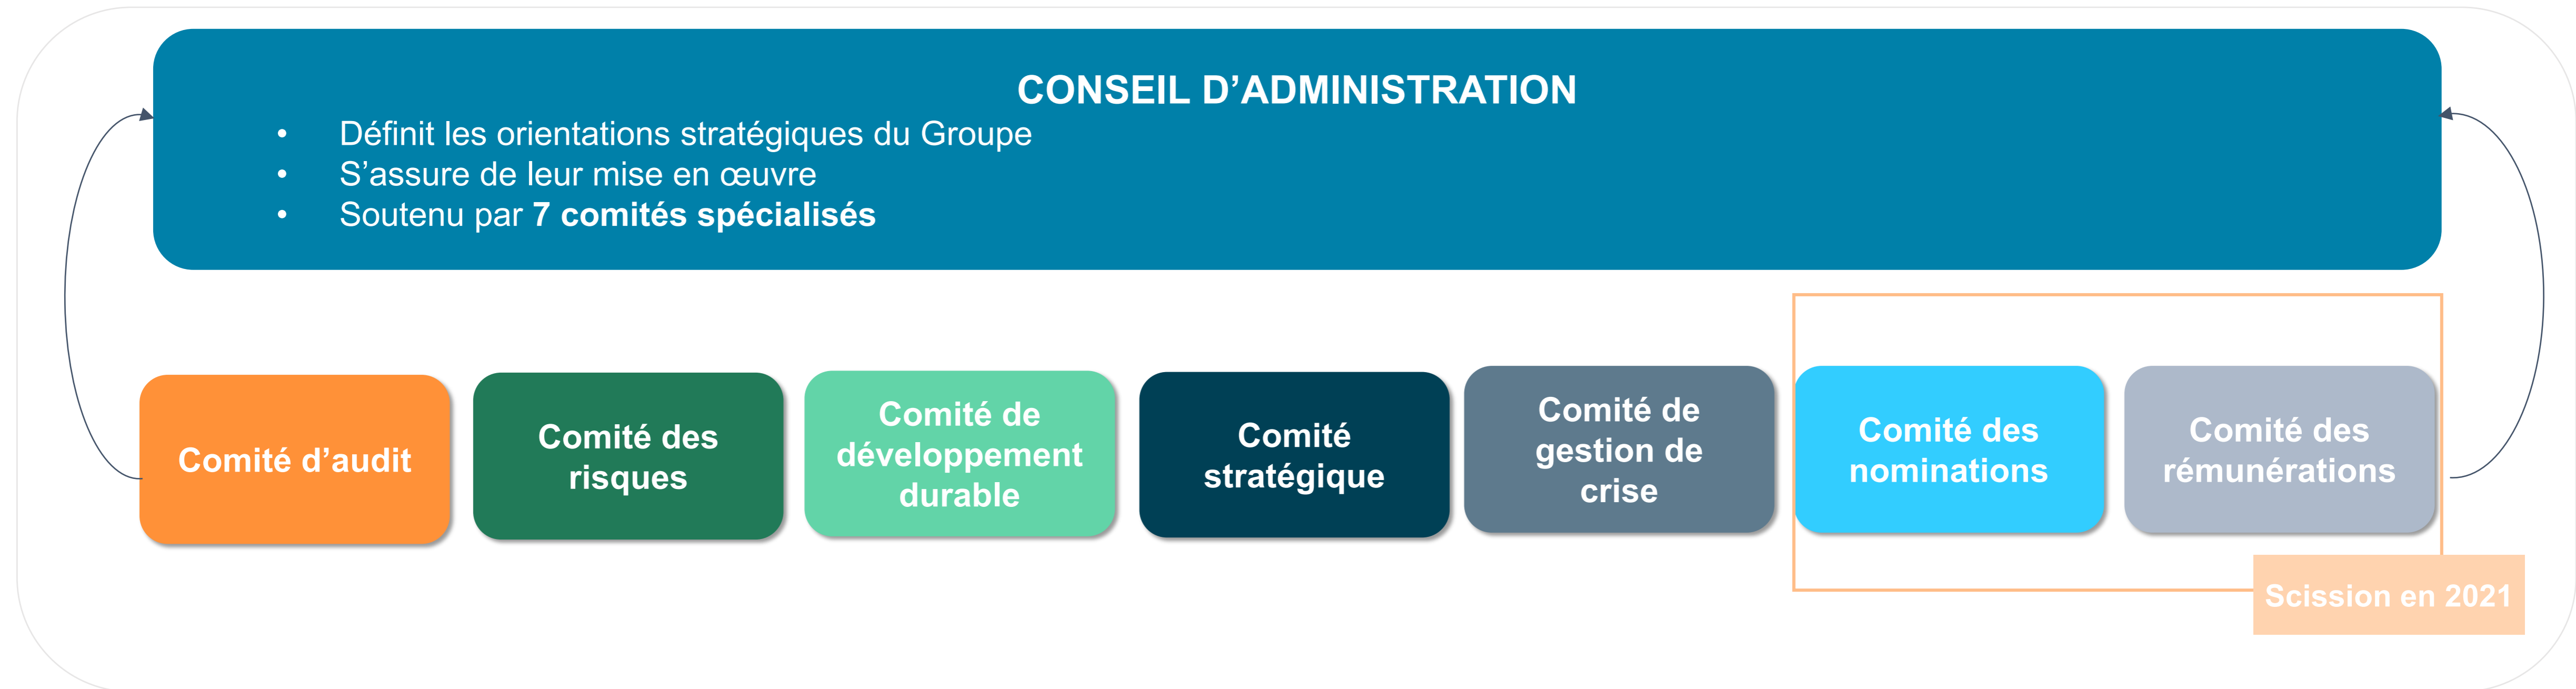 CONSEIL D’ADMINISTRATION
• Définit les orientations stratégiques du Groupe
• S’assure de leur mise en œuvre
• Soutenu par 7 comités spécialisés
Comité d’audit
Comité des
risques
Comité de
développement
durable
Comité
stratégique
Comité de
gestion de
crise
Comité des
nominations
Comité des
rémunérations
Scission en 2021